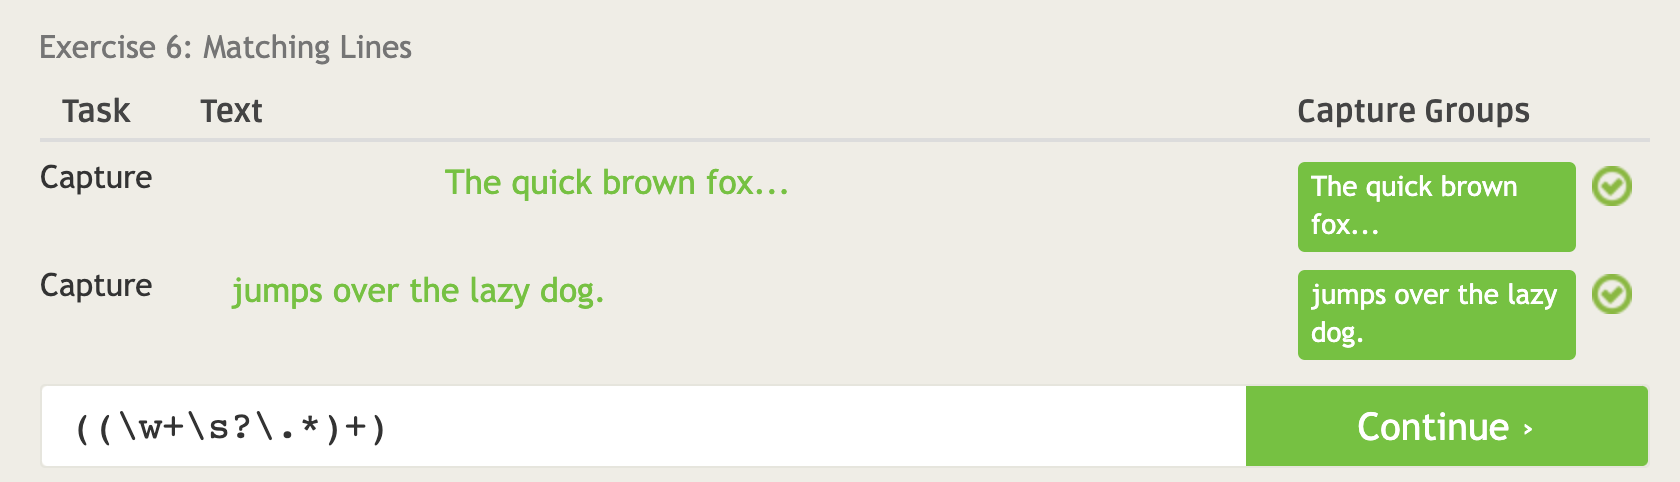 Exercise 6: Matching Lines
Task Text Capture Groups
Capture The quick brown fox... The quick brown
fox...
Capture jumps over the lazy dog. jumps over the lazy
dog.
((\w+\s?\.*)+) Continue ›